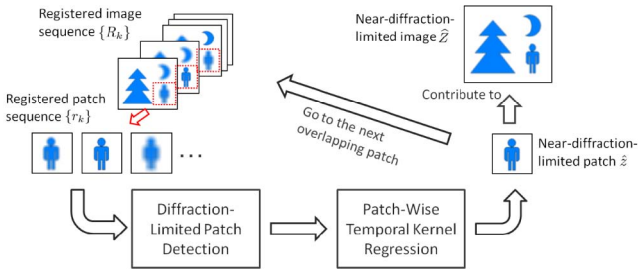 Registered image
sequence {R_k}
Registered patch
sequence {r_k}
Near-diffraction-
limited image Ẑ
Contribute to
Go to the next
overlapping patch
Near-diffraction-
limited patch ẑ
...
Diffraction-
Limited Patch
Detection
Patch-Wise
Temporal Kernel
Regression